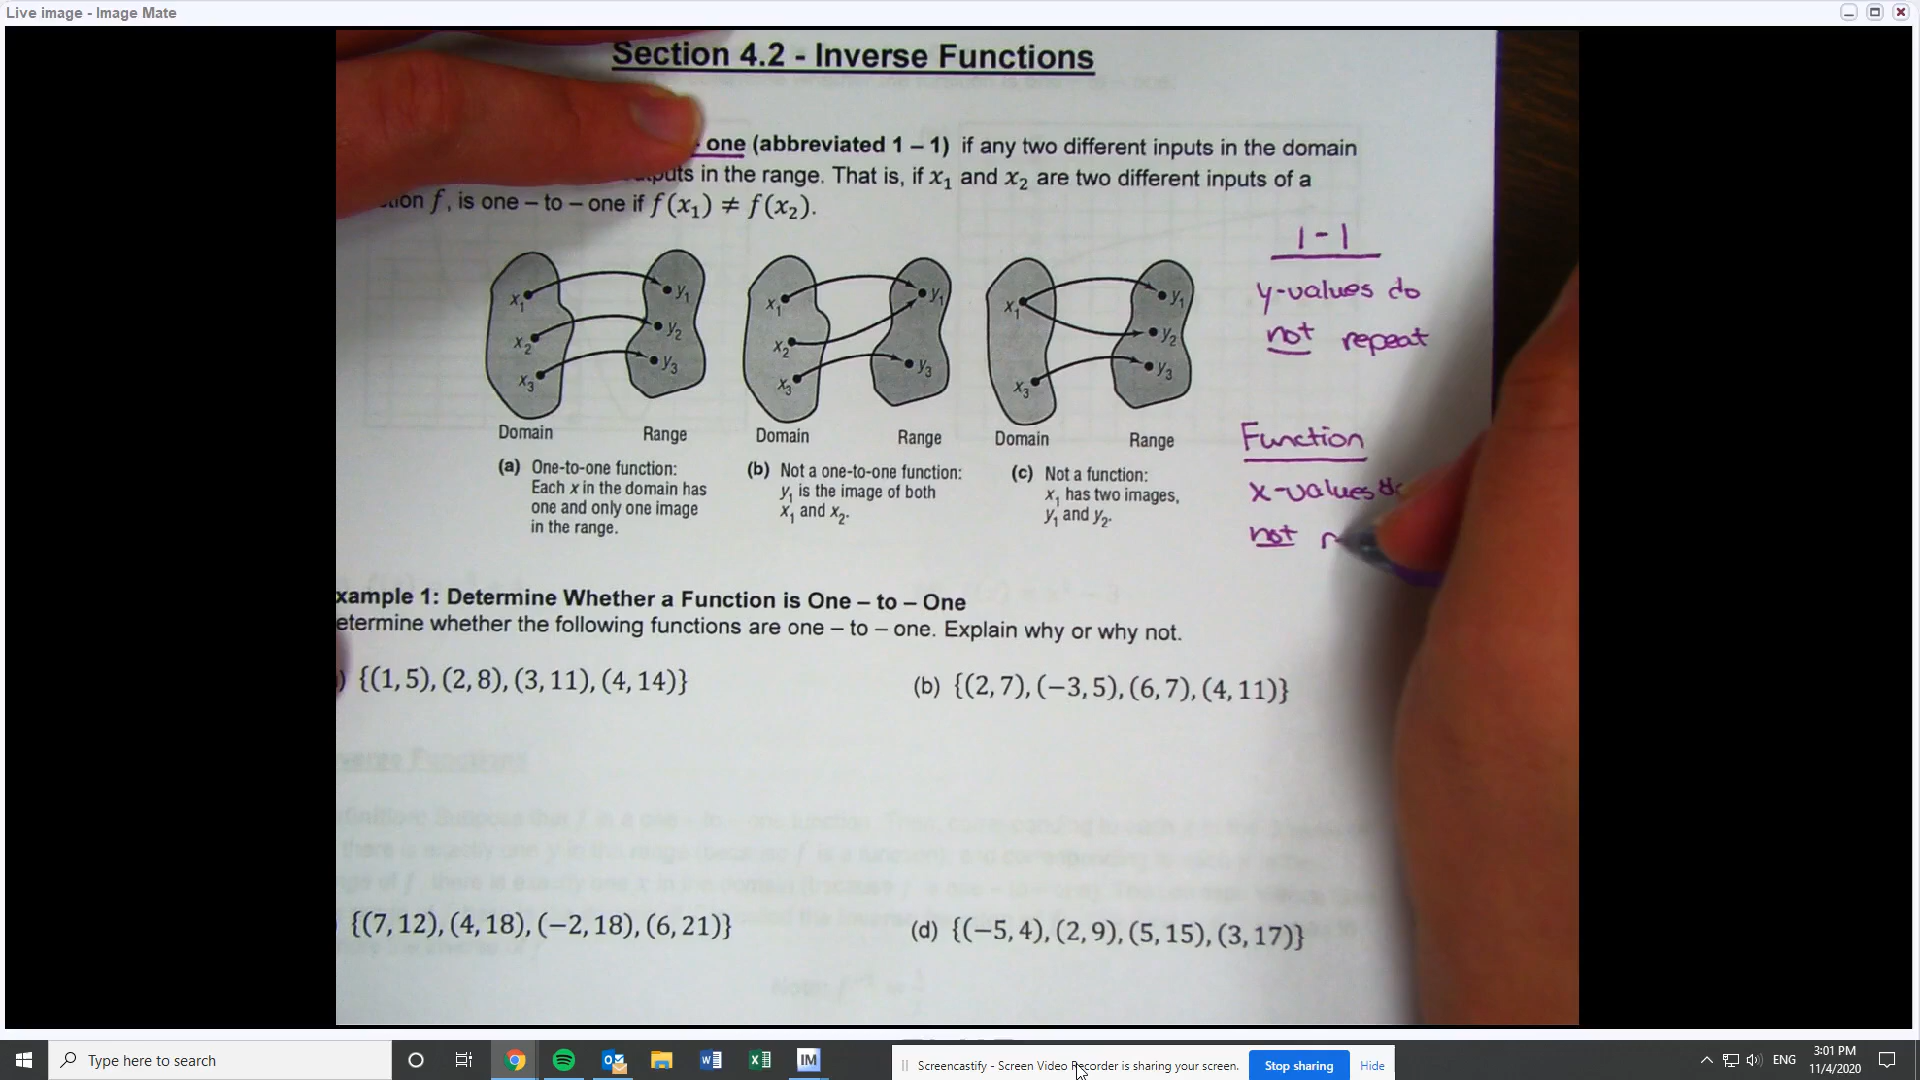 Live image - Image Mate
Section 4.2 - Inverse Functions
one (abbreviated 1 – 1) if any two different inputs in the domain
in the range. That is, if x₁ and x₂ are two different inputs of a
f, is one – to – one if f(x₁) ≠ f(x₂).
1-1
y-values do
not repeat
x₁ x₂ x₃ y₁ y₂ y₃
x₁ x₂ x₃ y₁ y₃
x₁ x₃ y₁ y₂ y₃
Domain Range Domain Range Domain Range
(a) One-to-one function:
Each x in the domain has
one and only one image
in the range.
(b) Not a one-to-one function:
y₁ is the image of both
x₁ and x₂.
(c) Not a function:
x₁ has two images,
y₁ and y₂.
Function
x-values do
not r
xample 1: Determine Whether a Function is One – to – One
etermine whether the following functions are one – to – one. Explain why or why not.
) {(1, 5), (2, 8), (3, 11), (4, 14)}
(b) {(2, 7), (−3, 5), (6, 7), (4, 11)}
{(7, 12), (4, 18), (−2, 18), (6, 21)}
(d) {(−5, 4), (2, 9), (5, 15), (3, 17)}
Type here to search
Screencastify - Screen Video Recorder is sharing your screen.
Stop sharing
Hide
IM
ENG
3:01 PM
11/4/2020